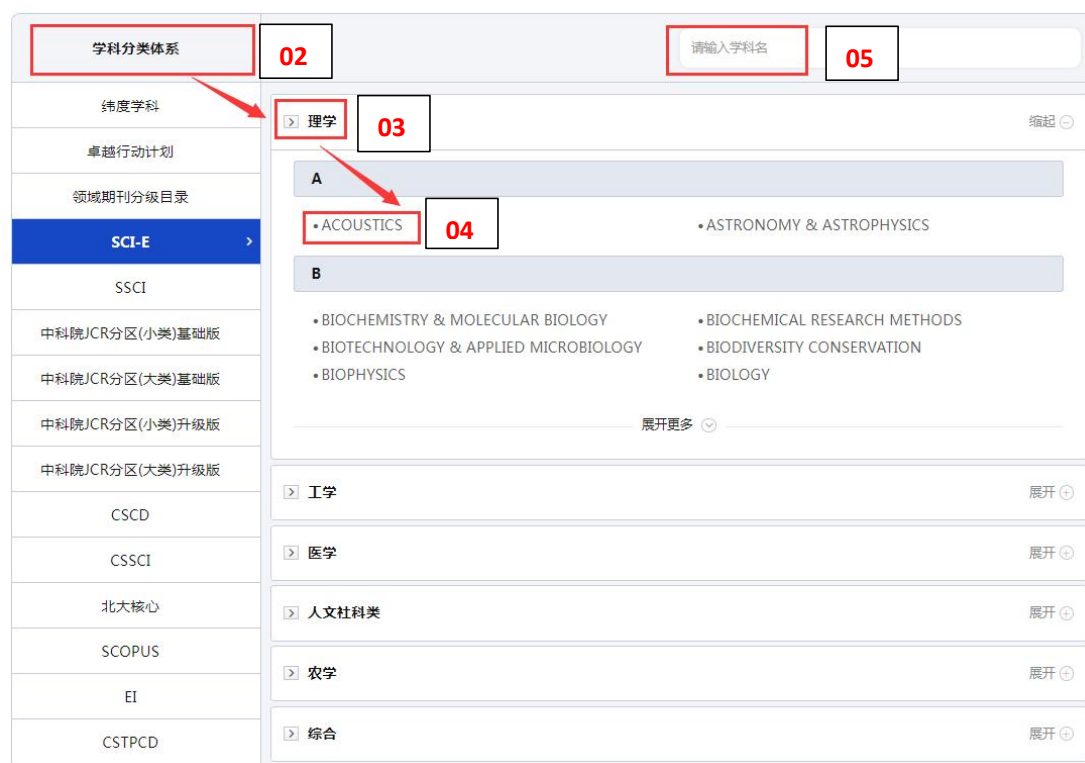 学科分类体系
02
请输入学科名
05
纬度学科
卓越行动计划
领域期刊分级目录
SCI-E
SSCI
中科院JCR分区(小类)基础版
中科院JCR分区(大类)基础版
中科院JCR分区(小类)升级版
中科院JCR分区(大类)升级版
CSCD
CSSCI
北大核心
SCOPUS
EI
CSTPCD
理学
03
缩起
A
• ACOUSTICS
04
• ASTRONOMY & ASTROPHYSICS
B
• BIOCHEMISTRY & MOLECULAR BIOLOGY
• BIOCHEMICAL RESEARCH METHODS
• BIOTECHNOLOGY & APPLIED MICROBIOLOGY
• BIODIVERSITY CONSERVATION
• BIOPHYSICS
• BIOLOGY
展开更多
工学 展开
医学 展开
人文社科类 展开
农学 展开
综合 展开